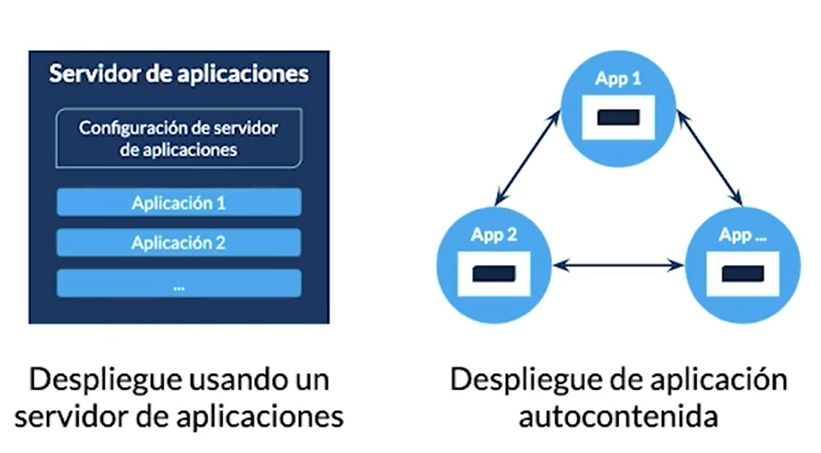 Servidor de aplicaciones
Configuración de servidor
de aplicaciones
Aplicación 1
Aplicación 2
...
Despliegue usando un
servidor de aplicaciones
App 1
App 2
App ...
Despliegue de aplicación
autocontenida